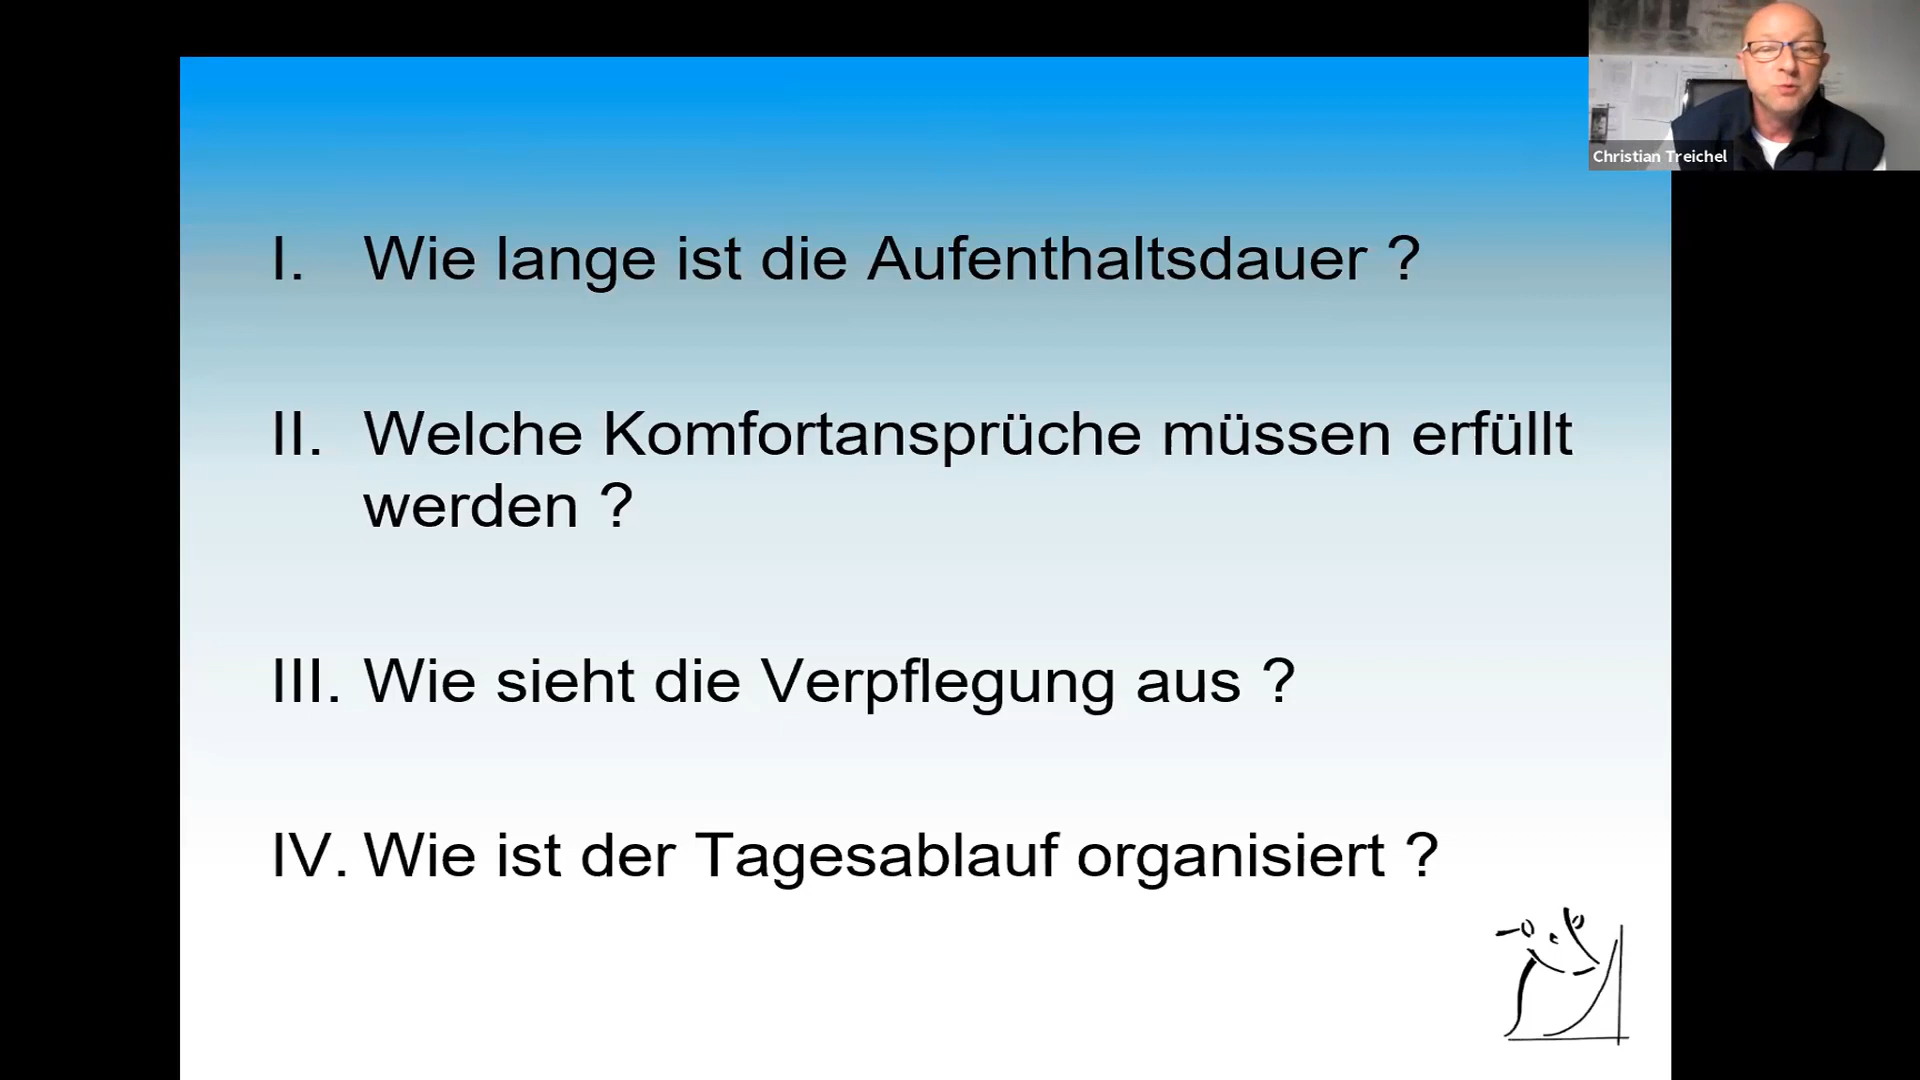 Christian Treichel
I. Wie lange ist die Aufenthaltsdauer ?
II. Welche Komfortansprüche müssen erfüllt
werden ?
III. Wie sieht die Verpflegung aus ?
IV. Wie ist der Tagesablauf organisiert ?